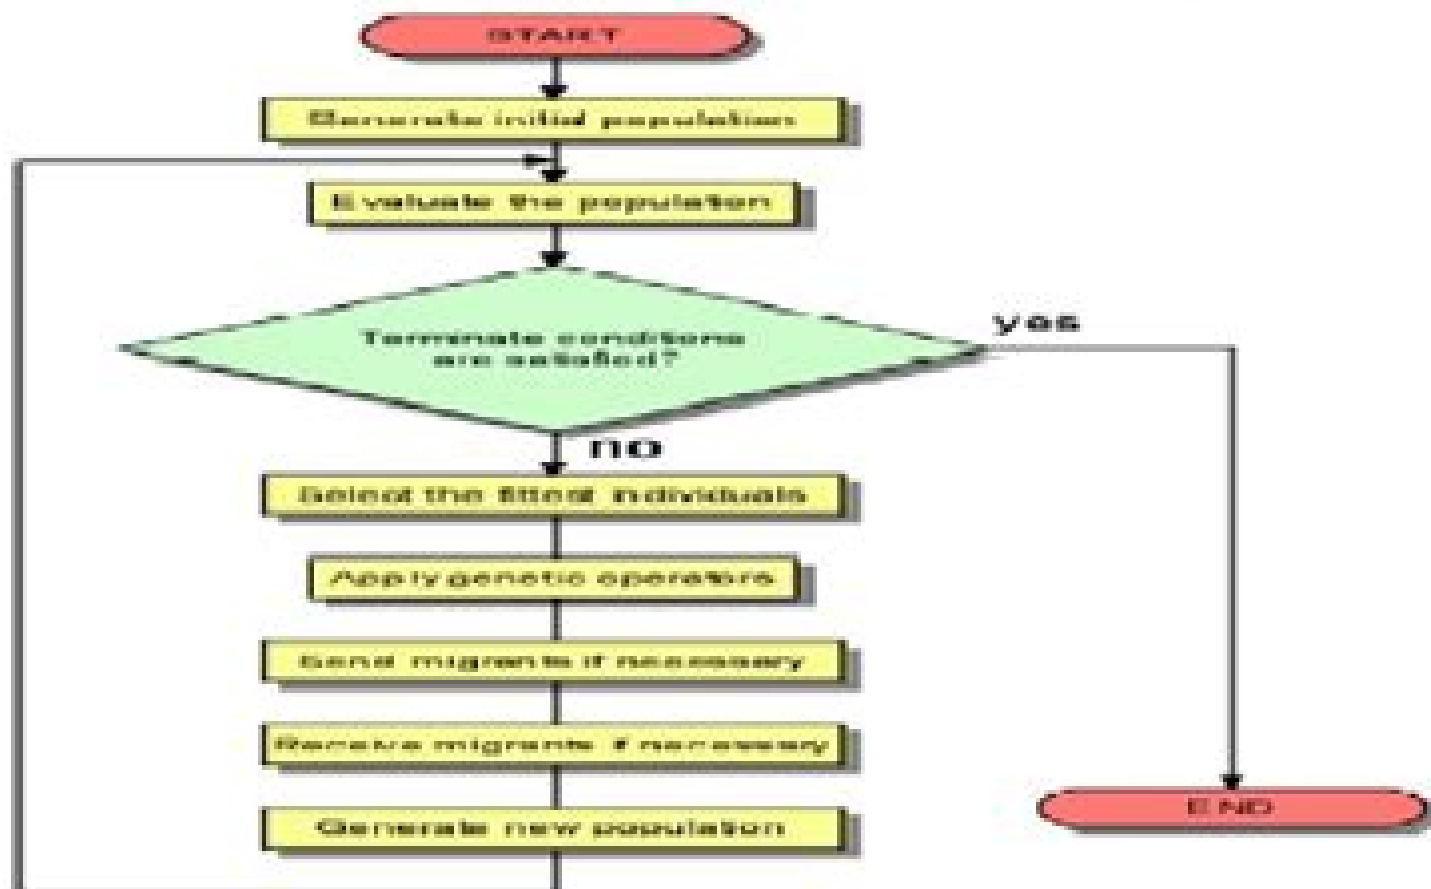 START
Generate initial population
Evaluate the population
Terminate conditions
are satisfied?
yes
no
Select the fittest individuals
Apply genetic operators
Send migrants if necessary
Receive migrants if necessary
Generate new population
END